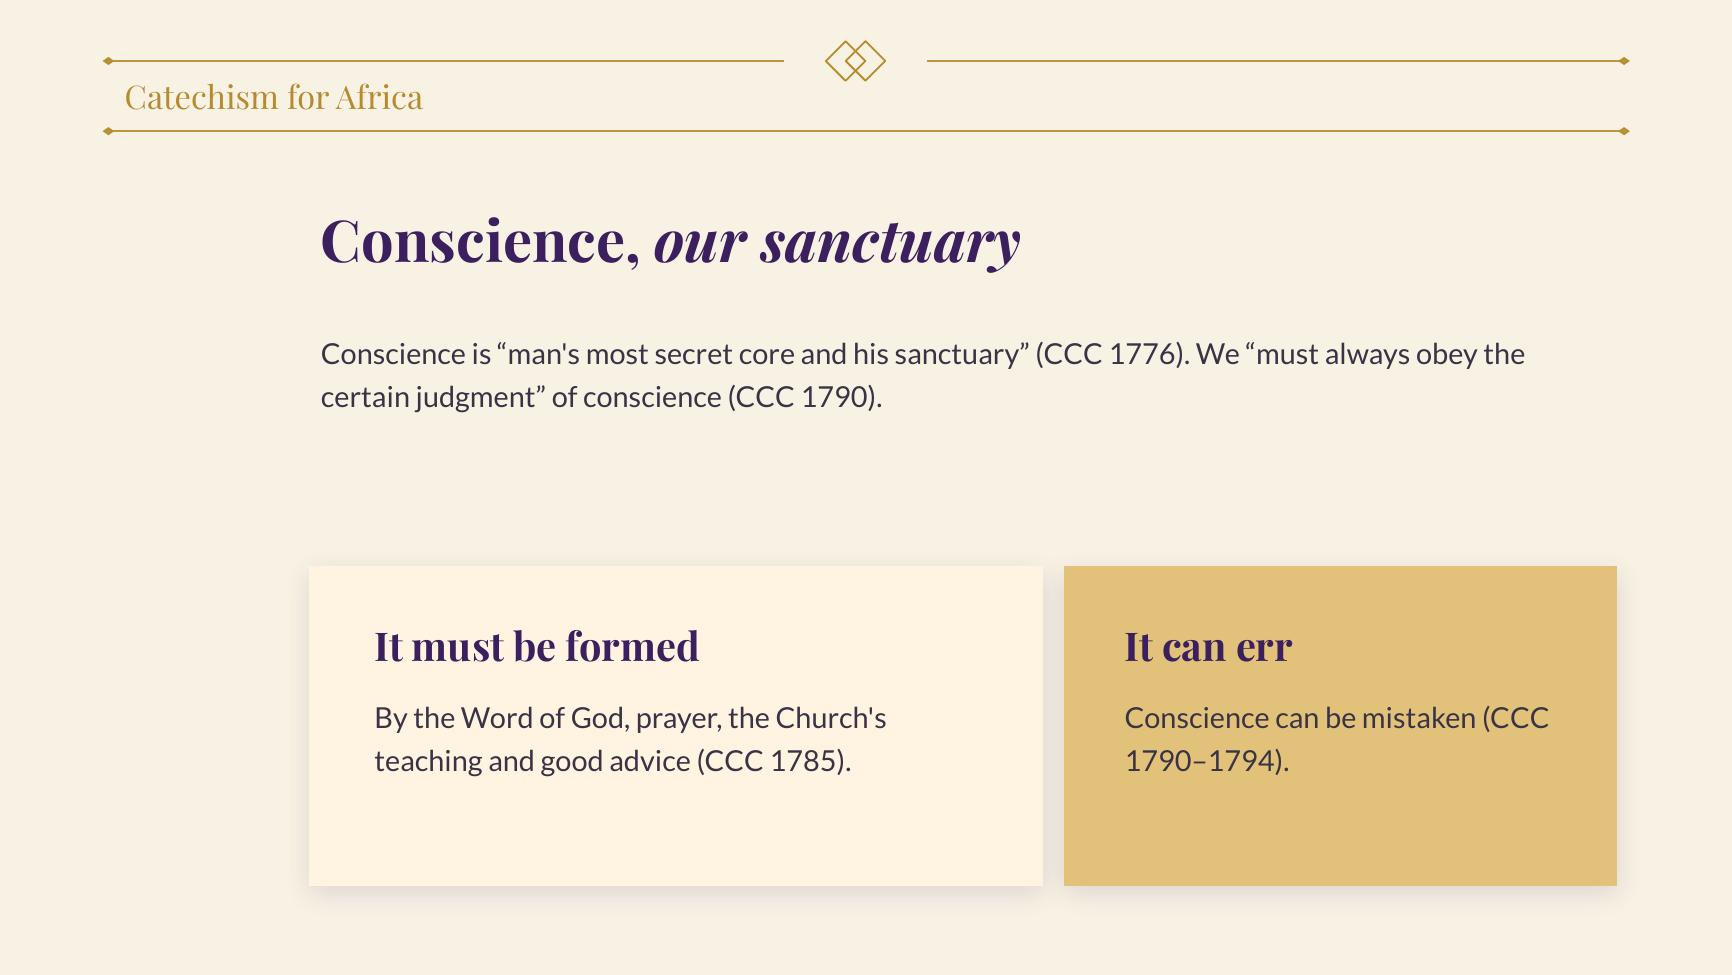 Catechism for Africa
Conscience, our sanctuary
Conscience is “man's most secret core and his sanctuary” (CCC 1776). We “must always obey the
certain judgment” of conscience (CCC 1790).
It must be formed
By the Word of God, prayer, the Church's
teaching and good advice (CCC 1785).
It can err
Conscience can be mistaken (CCC
1790–1794).